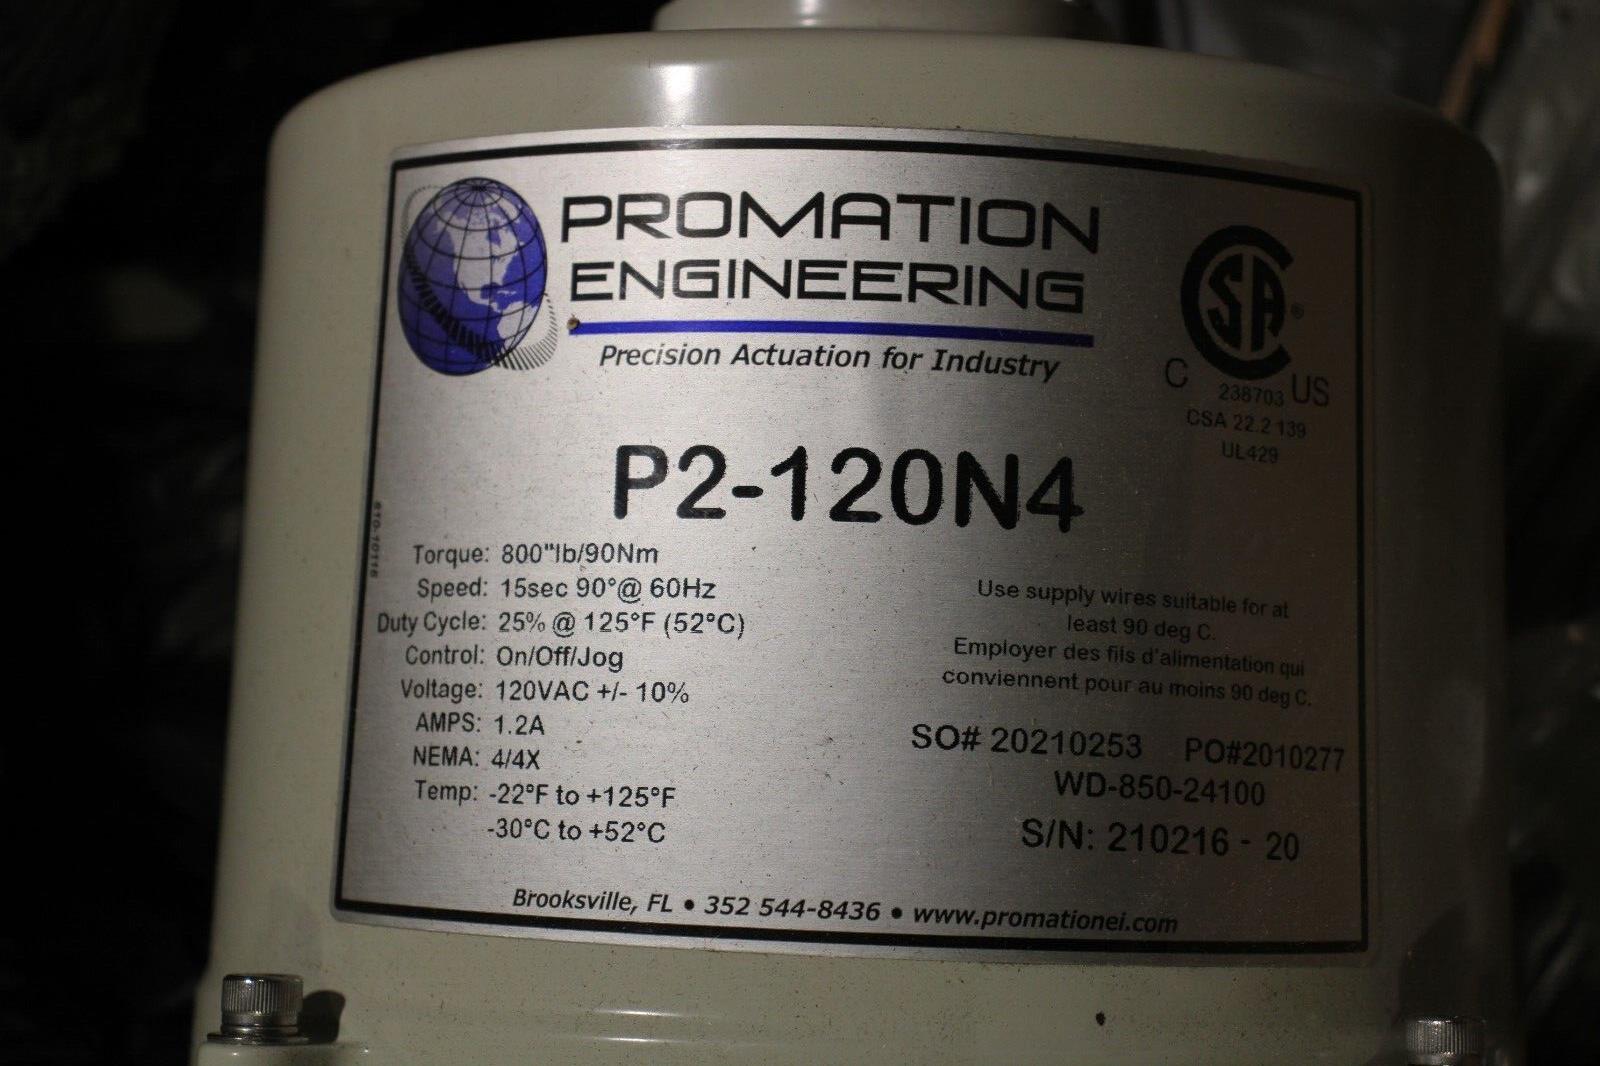 PROMATION
ENGINEERING
Precision Actuation for Industry
CSA®
C 238703 US
CSA 22.2 139
UL429
P2-120N4
610-10116
Torque: 800"lb/90Nm
Speed: 15sec 90°@ 60Hz
Duty Cycle: 25% @ 125°F (52°C)
Control: On/Off/Jog
Voltage: 120VAC +/- 10%
AMPS: 1.2A
NEMA: 4/4X
Temp: -22°F to +125°F
-30°C to +52°C
Use supply wires suitable for at
least 90 deg C.
Employer des fils d'alimentation qui
conviennent pour au moins 90 deg C.
SO# 20210253 PO#2010277
WD-850-24100
S/N: 210216 - 20
Brooksville, FL • 352 544-8436 • www.promationei.com